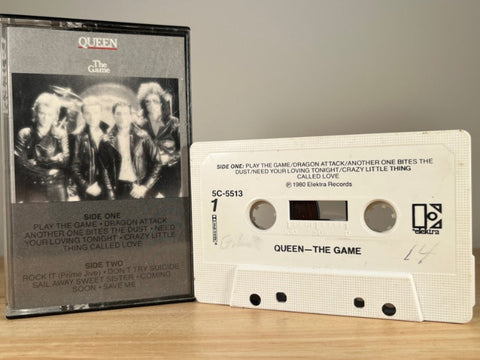 QUEEN
The
Game
SIDE ONE
PLAY THE GAME • DRAGON ATTACK
ANOTHER ONE BITES THE DUST • NEED
YOUR LOVING TONIGHT • CRAZY LITTLE
THING CALLED LOVE
SIDE TWO
ROCK IT (Prime Jive) • DON'T TRY SUICIDE
SAIL AWAY SWEET SISTER • COMING
SOON • SAVE ME
SIDE ONE: PLAY THE GAME/DRAGON ATTACK/ANOTHER ONE BITES THE
DUST/NEED YOUR LOVING TONIGHT/CRAZY LITTLE THING
CALLED LOVE
5C-5513
℗ 1980 Elektra Records
1
elektra
QUEEN—THE GAME
14